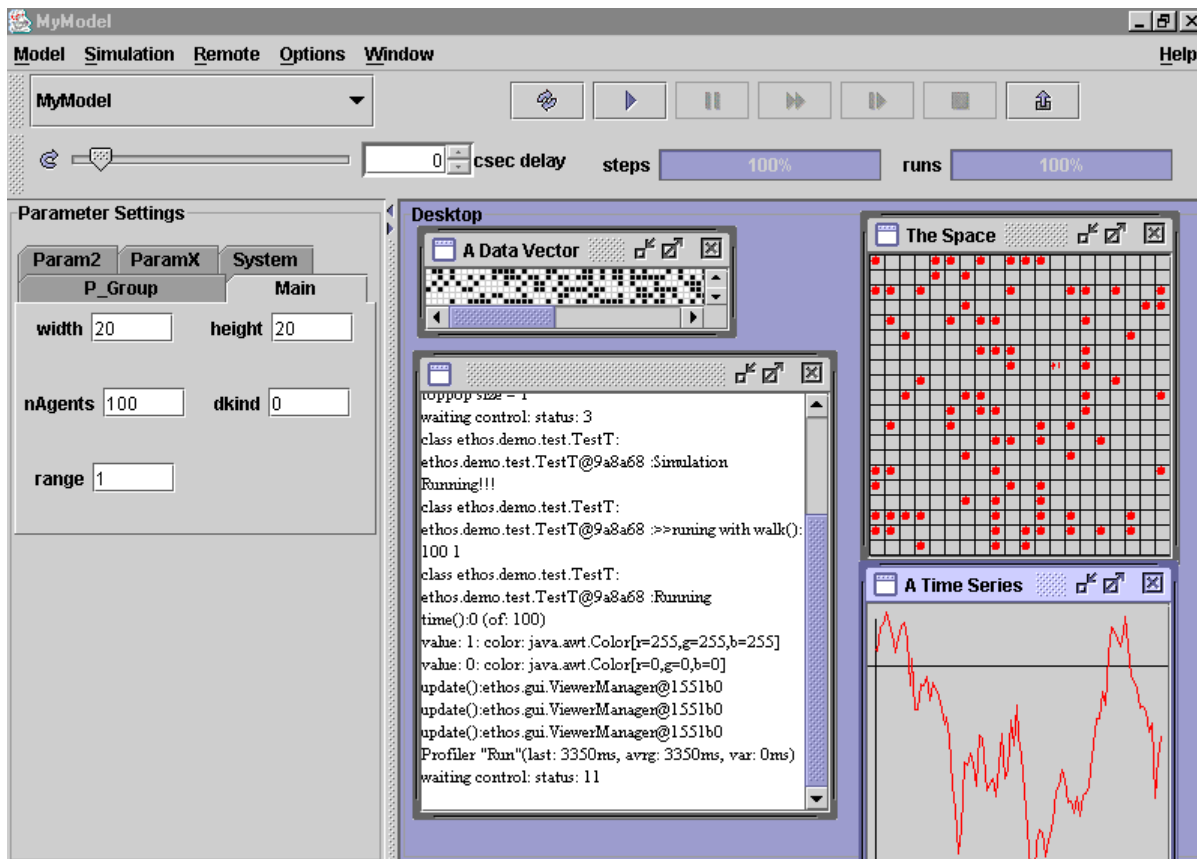 MyModel
Model Simulation Remote Options Window Help
MyModel
0 csec delay steps 100% runs 100%
Parameter Settings
Param2 ParamX System
P_Group Main
width 20 height 20
nAgents 100 dkind 0
range 1
Desktop
A Data Vector
toppop size = 1
waiting control: status: 3
class ethos.demo.test.TestT:
ethos.demo.test.TestT@9a8a68 :Simulation
Running!!!
class ethos.demo.test.TestT:
ethos.demo.test.TestT@9a8a68 :>>runing with walk():
100 1
class ethos.demo.test.TestT:
ethos.demo.test.TestT@9a8a68 :Running
time():0 (of: 100)
value: 1: color: java.awt.Color[r=255,g=255,b=255]
value: 0: color: java.awt.Color[r=0,g=0,b=0]
update():ethos.gui.ViewerManager@1551b0
update():ethos.gui.ViewerManager@1551b0
update():ethos.gui.ViewerManager@1551b0
Profiler "Run"(last: 3350ms, avrg: 3350ms, var: 0ms)
waiting control: status: 11
The Space
A Time Series